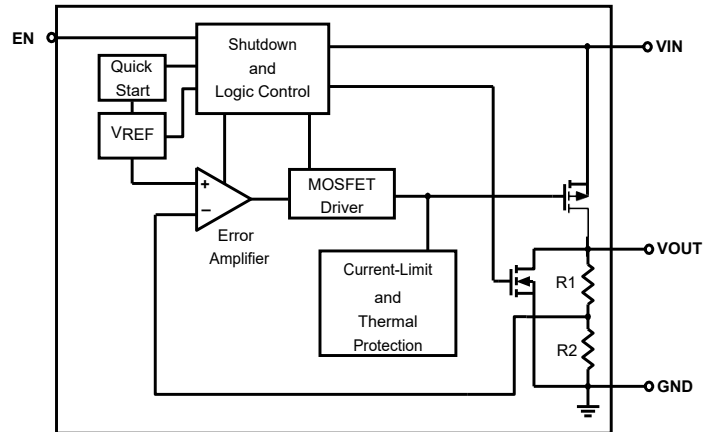 EN
Shutdown
and
Logic Control
VIN
Quick
Start
VREF
+
−
Error
Amplifier
MOSFET
Driver
Current-Limit
and
Thermal
Protection
VOUT
R1
R2
GND